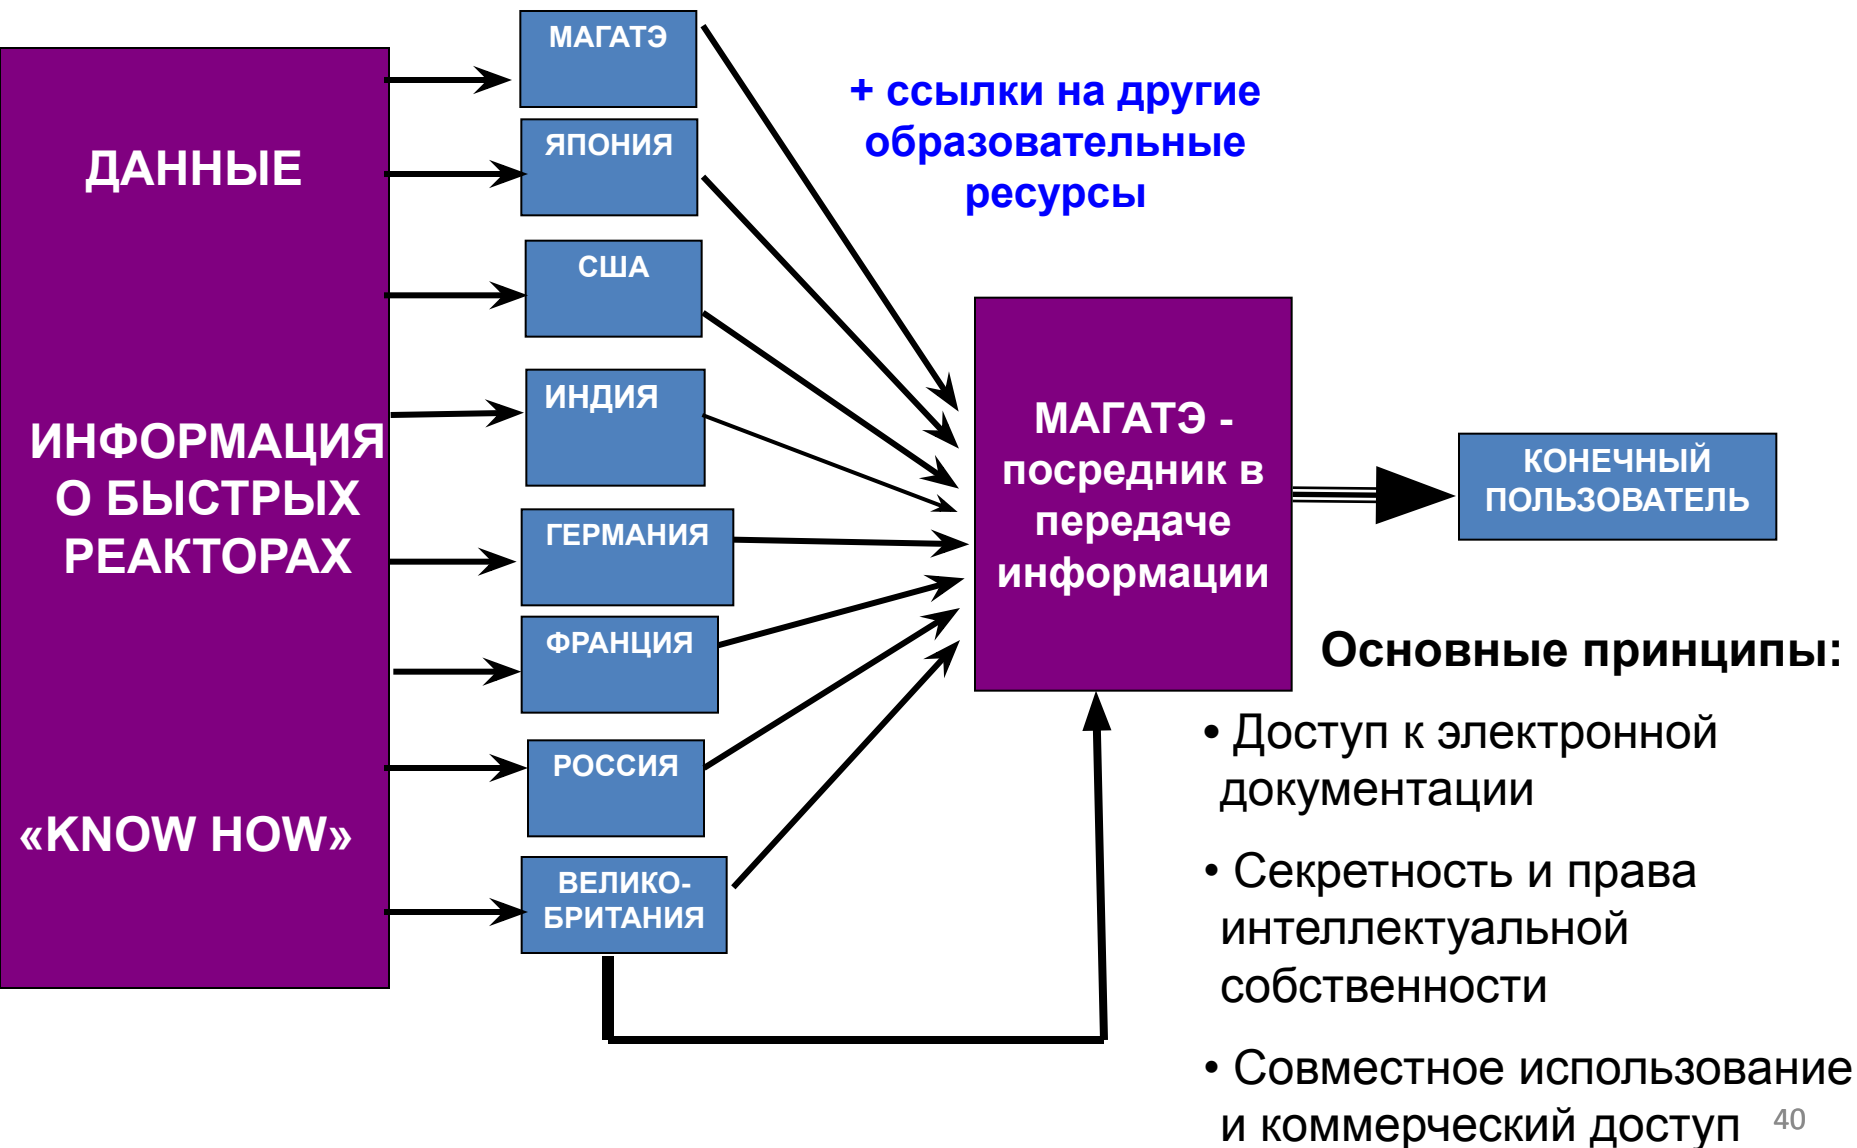 ДАННЫЕ
ИНФОРМАЦИЯ
О БЫСТРЫХ
РЕАКТОРАХ
«KNOW HOW»
МАГАТЭ
ЯПОНИЯ
США
ИНДИЯ
ГЕРМАНИЯ
ФРАНЦИЯ
РОССИЯ
ВЕЛИКО-
БРИТАНИЯ
+ ссылки на другие
образовательные
ресурсы
МАГАТЭ -
посредник в
передаче
информации
КОНЕЧНЫЙ
ПОЛЬЗОВАТЕЛЬ
Основные принципы:
• Доступ к электронной
документации
• Секретность и права
интеллектуальной
собственности
• Совместное использование
и коммерческий доступ
40